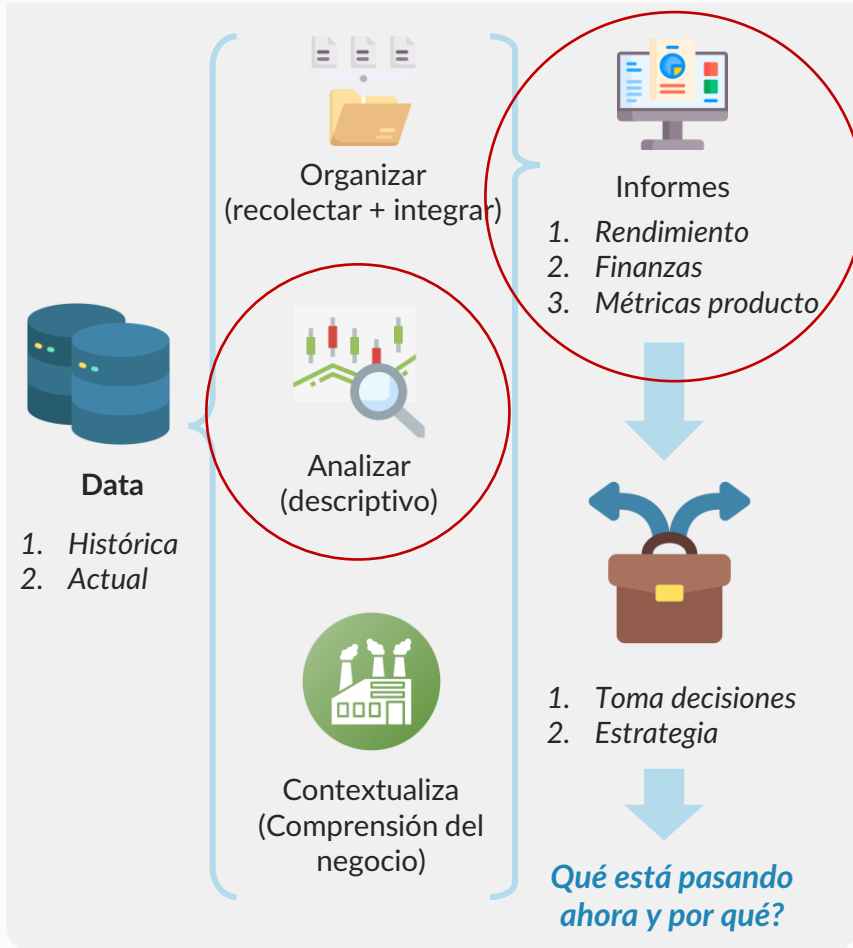 Organizar
(recolectar + integrar)
Informes
1. Rendimiento
2. Finanzas
3. Métricas producto
Data
1. Histórica
2. Actual
Analizar
(descriptivo)
Contextualiza
(Comprensión del
negocio)
1. Toma decisiones
2. Estrategia
Qué está pasando
ahora y por qué?